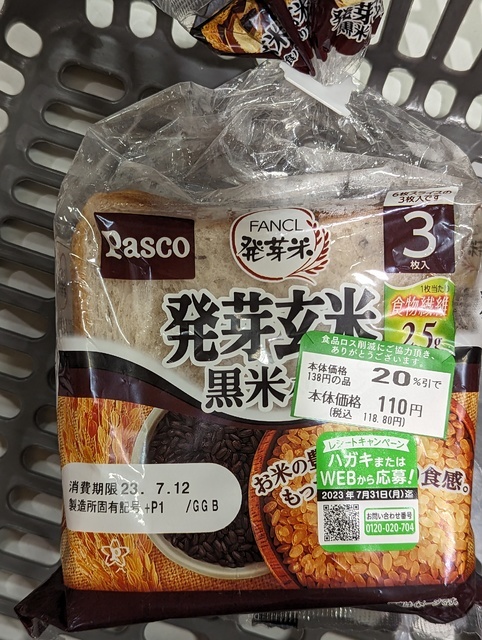 6枚スライスの
3枚入です
Pasco
FANCL
発芽米
3
枚入
1枚当たり
食物繊維
2.5g
発芽玄米
黒米
食品ロス削減にご協力頂き
ありがとうございます。
本体価格
138円の品
20%引で
本体価格 110円
(税込 118.80円)
レシートキャンペーン
ハガキまたは
WEBから応募!
2023年7月31日(月)迄
お問い合わせ番号
0120-020-704
お米の
もっ
食感。
消費期限 23. 7.12
製造所固有記号 +P1 /GGB